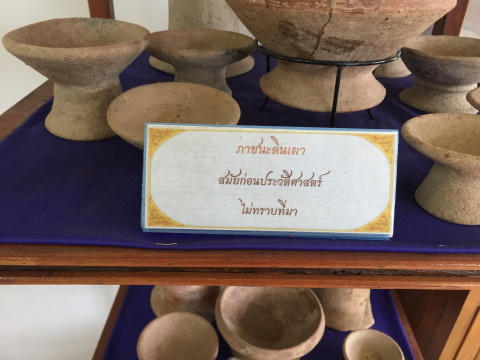 ภาชนะดินเผา
สมัยก่อนประวัติศาสตร์
ไม่ทราบที่มา